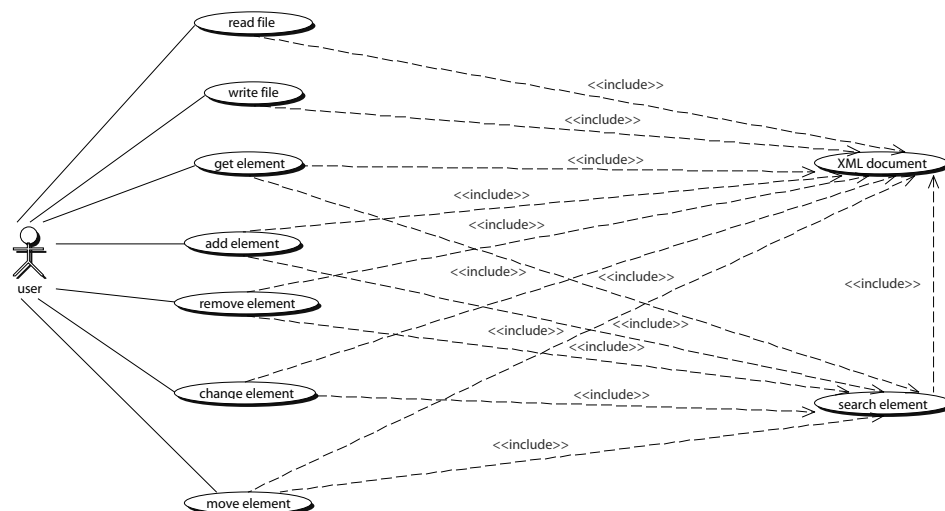 read file
<<include>>
write file
<<include>>
get element
<<include>>
XML document
<<include>>
<<include>>
add element
<<include>>
<<include>>
user
<<include>>
remove element
<<include>>
<<include>>
<<include>>
change element
<<include>>
search element
<<include>>
move element